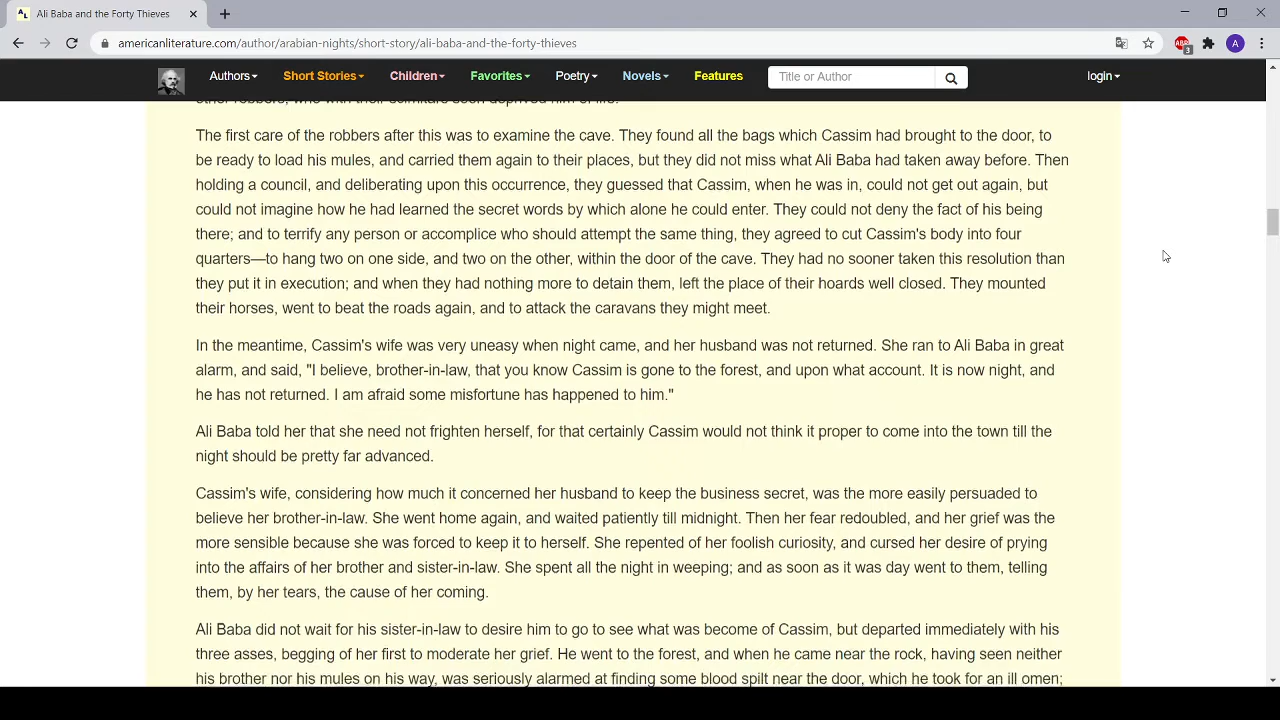 Ali Baba and the Forty Thieves
americanliterature.com/author/arabian-nights/short-story/ali-baba-and-the-forty-thieves
ABP
3
A
Authors
Short Stories
Children
Favorites
Poetry
Novels
Features
Title or Author
login
other robbers, who with their scimitars soon deprived him of life.
The first care of the robbers after this was to examine the cave. They found all the bags which Cassim had brought to the door, to
be ready to load his mules, and carried them again to their places, but they did not miss what Ali Baba had taken away before. Then
holding a council, and deliberating upon this occurrence, they guessed that Cassim, when he was in, could not get out again, but
could not imagine how he had learned the secret words by which alone he could enter. They could not deny the fact of his being
there; and to terrify any person or accomplice who should attempt the same thing, they agreed to cut Cassim's body into four
quarters—to hang two on one side, and two on the other, within the door of the cave. They had no sooner taken this resolution than
they put it in execution; and when they had nothing more to detain them, left the place of their hoards well closed. They mounted
their horses, went to beat the roads again, and to attack the caravans they might meet.
In the meantime, Cassim's wife was very uneasy when night came, and her husband was not returned. She ran to Ali Baba in great
alarm, and said, "I believe, brother-in-law, that you know Cassim is gone to the forest, and upon what account. It is now night, and
he has not returned. I am afraid some misfortune has happened to him."
Ali Baba told her that she need not frighten herself, for that certainly Cassim would not think it proper to come into the town till the
night should be pretty far advanced.
Cassim's wife, considering how much it concerned her husband to keep the business secret, was the more easily persuaded to
believe her brother-in-law. She went home again, and waited patiently till midnight. Then her fear redoubled, and her grief was the
more sensible because she was forced to keep it to herself. She repented of her foolish curiosity, and cursed her desire of prying
into the affairs of her brother and sister-in-law. She spent all the night in weeping; and as soon as it was day went to them, telling
them, by her tears, the cause of her coming.
Ali Baba did not wait for his sister-in-law to desire him to go to see what was become of Cassim, but departed immediately with his
three asses, begging of her first to moderate her grief. He went to the forest, and when he came near the rock, having seen neither
his brother nor his mules on his way, was seriously alarmed at finding some blood spilt near the door, which he took for an ill omen;